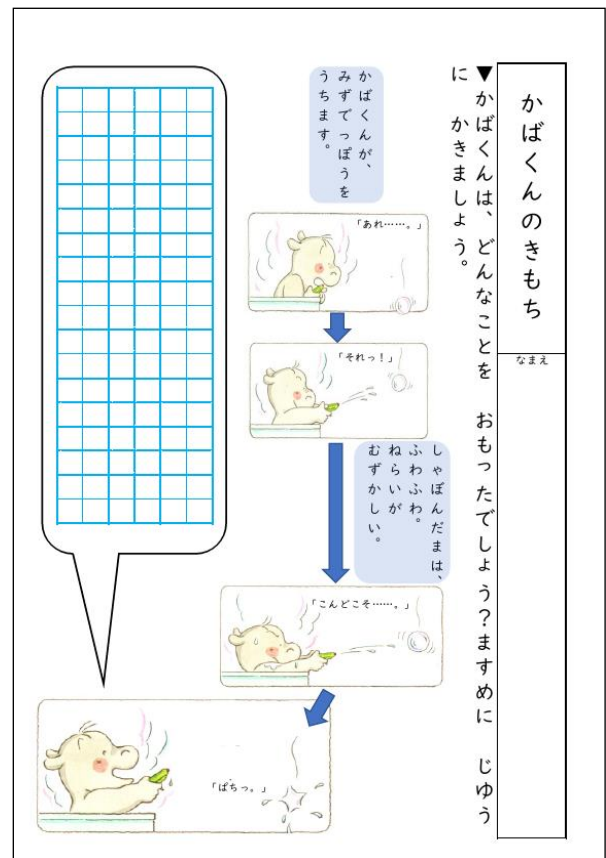 かばくんのきもち
なまえ
▼かばくんは、どんなことを　おもったでしょう？ますめに　じゆう
に　かきましょう。
かばくんが、
みずでっぽうを
うちます。
「あれ……。」
「それっ！」
しゃぼんだまは、
ふわふわ。
ねらいが
むずかしい。
「こんどこそ……。」
「ぱちっ。」